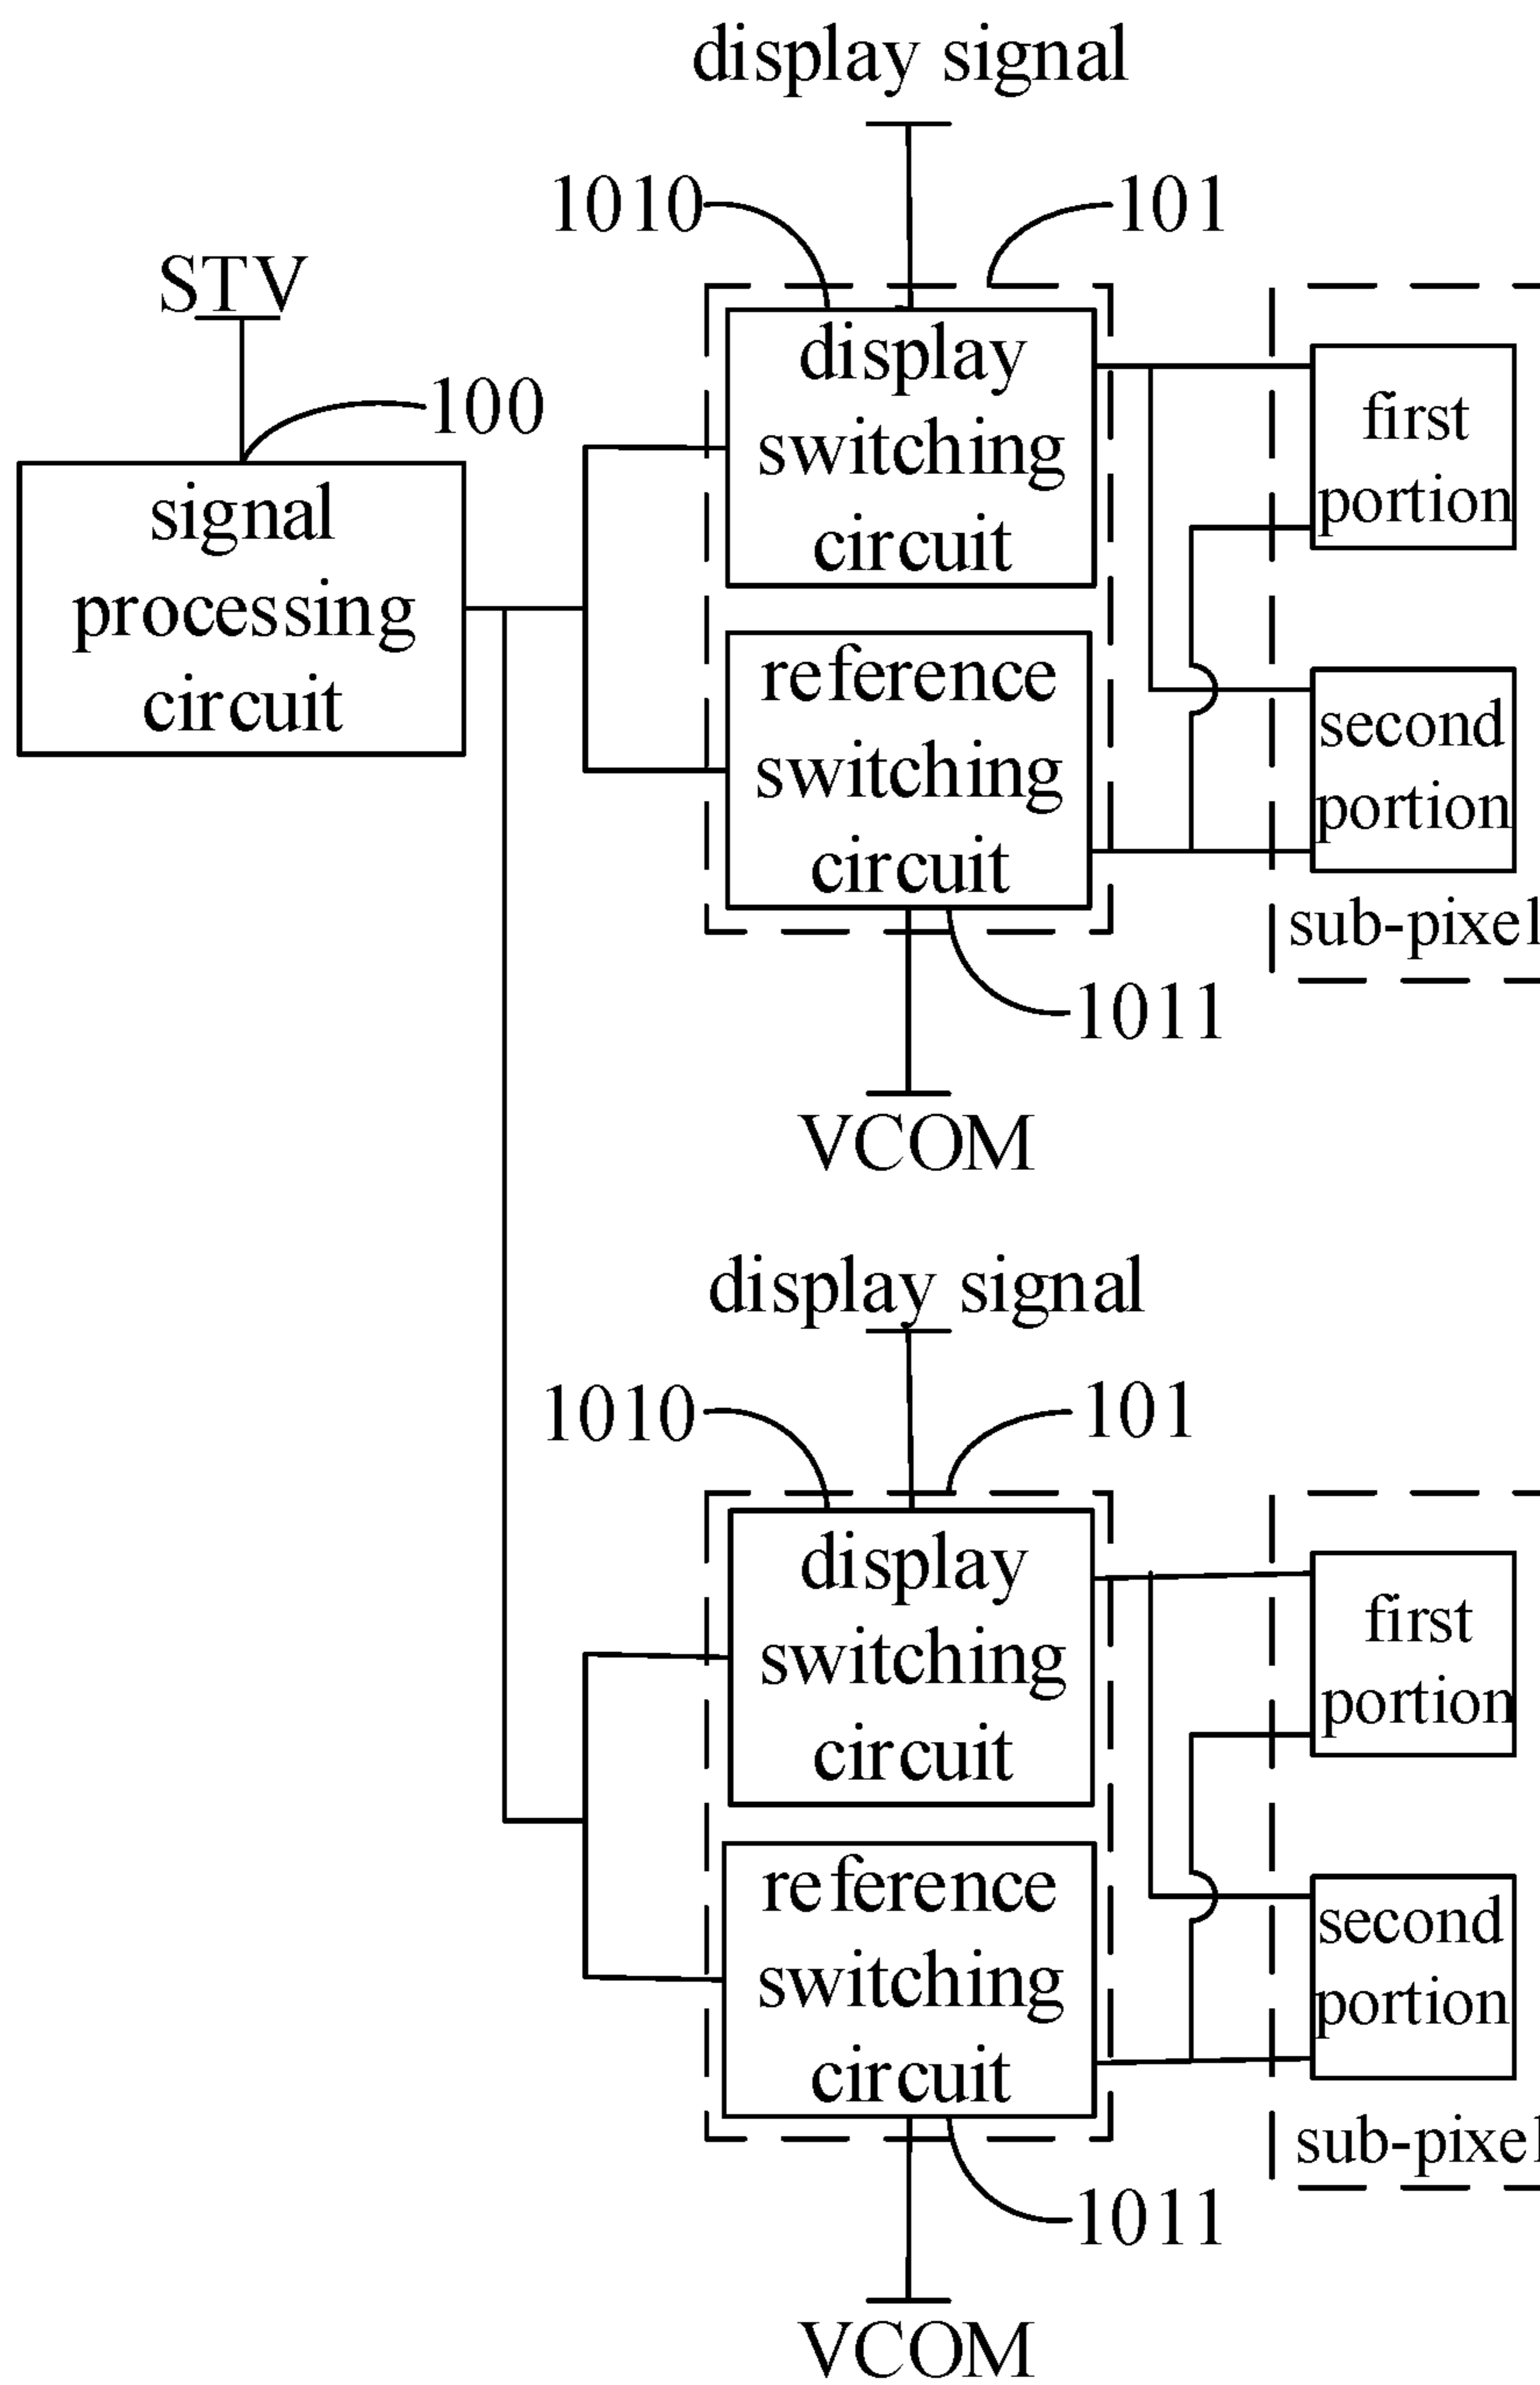 display signal
1010
101
STV
100
signal
processing
circuit
display
switching
circuit
first
portion
reference
switching
circuit
second
portion
sub-pixel
1011
VCOM
display signal
1010
101
display
switching
circuit
first
portion
reference
switching
circuit
second
portion
sub-pixel
1011
VCOM